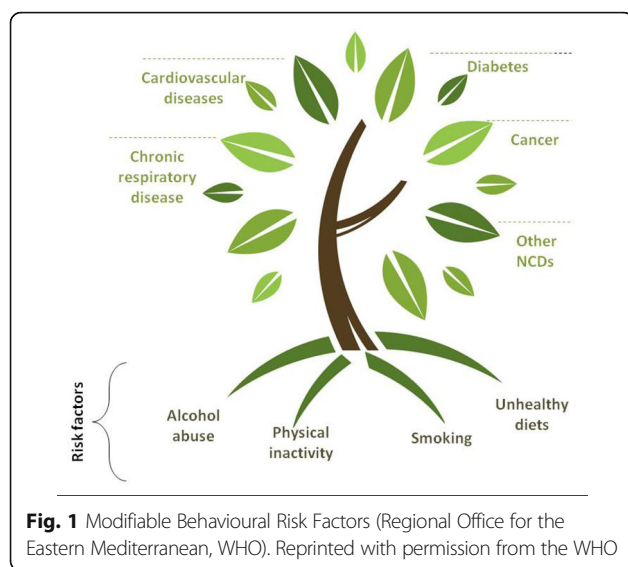 Cardiovascular
diseases
Diabetes
Chronic
respiratory
disease
Cancer
Other
NCDs
Risk factors
Alcohol
abuse
Physical
inactivity
Smoking
Unhealthy
diets
Fig. 1 Modifiable Behavioural Risk Factors (Regional Office for the
Eastern Mediterranean, WHO). Reprinted with permission from the WHO